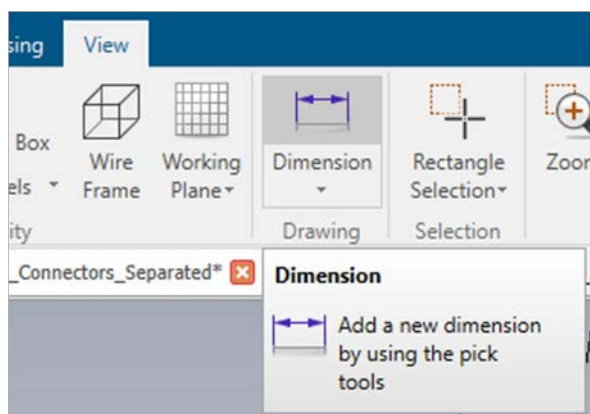 sing View
Box
els
Wire
Frame
Working
Plane
Dimension
Rectangle
Selection
Zoom
ity
Drawing
Selection
_Connectors_Separated*
Dimension
Add a new dimension
by using the pick
tools